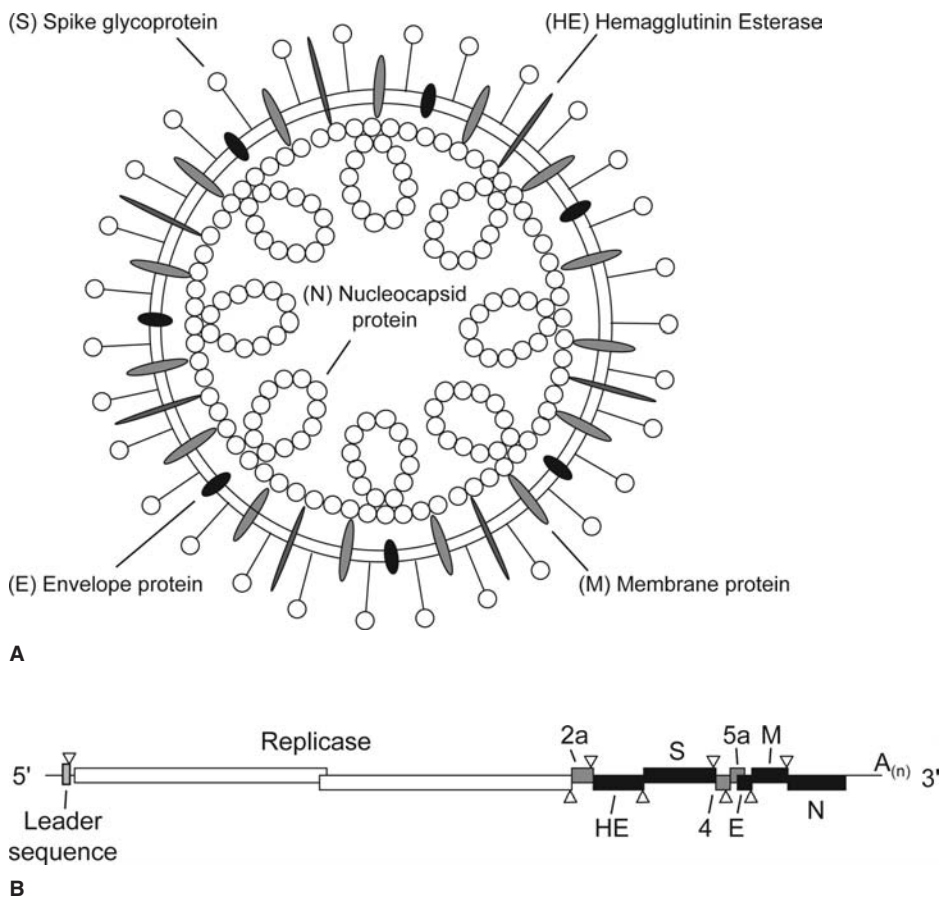 (S) Spike glycoprotein
(HE) Hemagglutinin Esterase
(N) Nucleocapsid
protein
(E) Envelope protein
(M) Membrane protein
A
Replicase
2a
S
5a
M
5'
A(n)
3'
Leader
sequence
HE
4
E
N
B